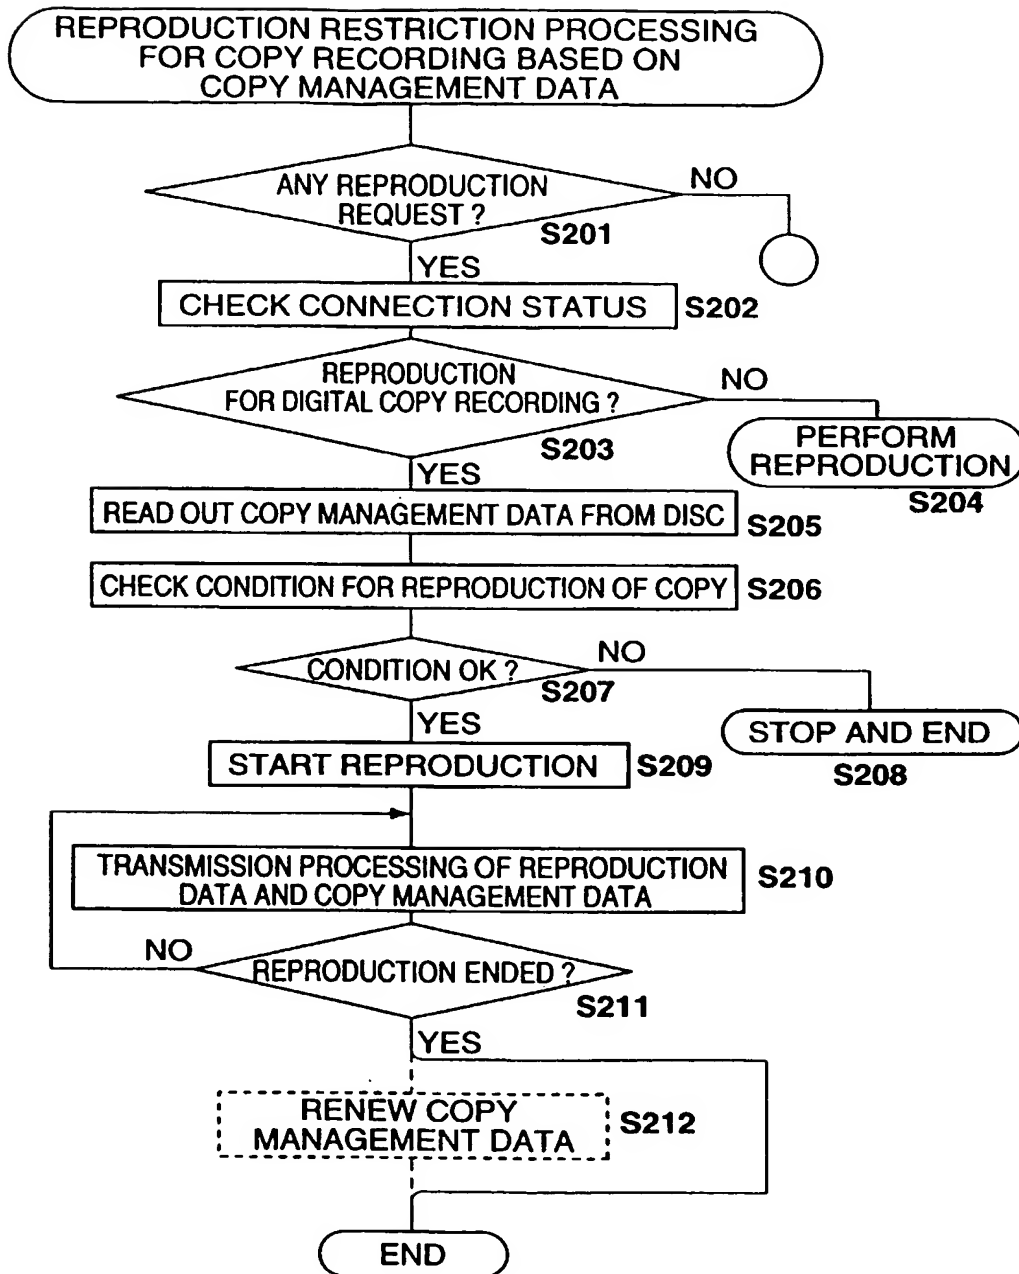 REPRODUCTION RESTRICTION PROCESSING
FOR COPY RECORDING BASED ON
COPY MANAGEMENT DATA
ANY REPRODUCTION
REQUEST ?
NO
S201
YES
CHECK CONNECTION STATUS
S202
REPRODUCTION
FOR DIGITAL COPY RECORDING ?
NO
S203
PERFORM
REPRODUCTION
S204
YES
READ OUT COPY MANAGEMENT DATA FROM DISC
S205
CHECK CONDITION FOR REPRODUCTION OF COPY
S206
CONDITION OK ?
NO
S207
YES
STOP AND END
S208
START REPRODUCTION
S209
TRANSMISSION PROCESSING OF REPRODUCTION
DATA AND COPY MANAGEMENT DATA
S210
NO
REPRODUCTION ENDED ?
S211
YES
RENEW COPY
MANAGEMENT DATA
S212
END